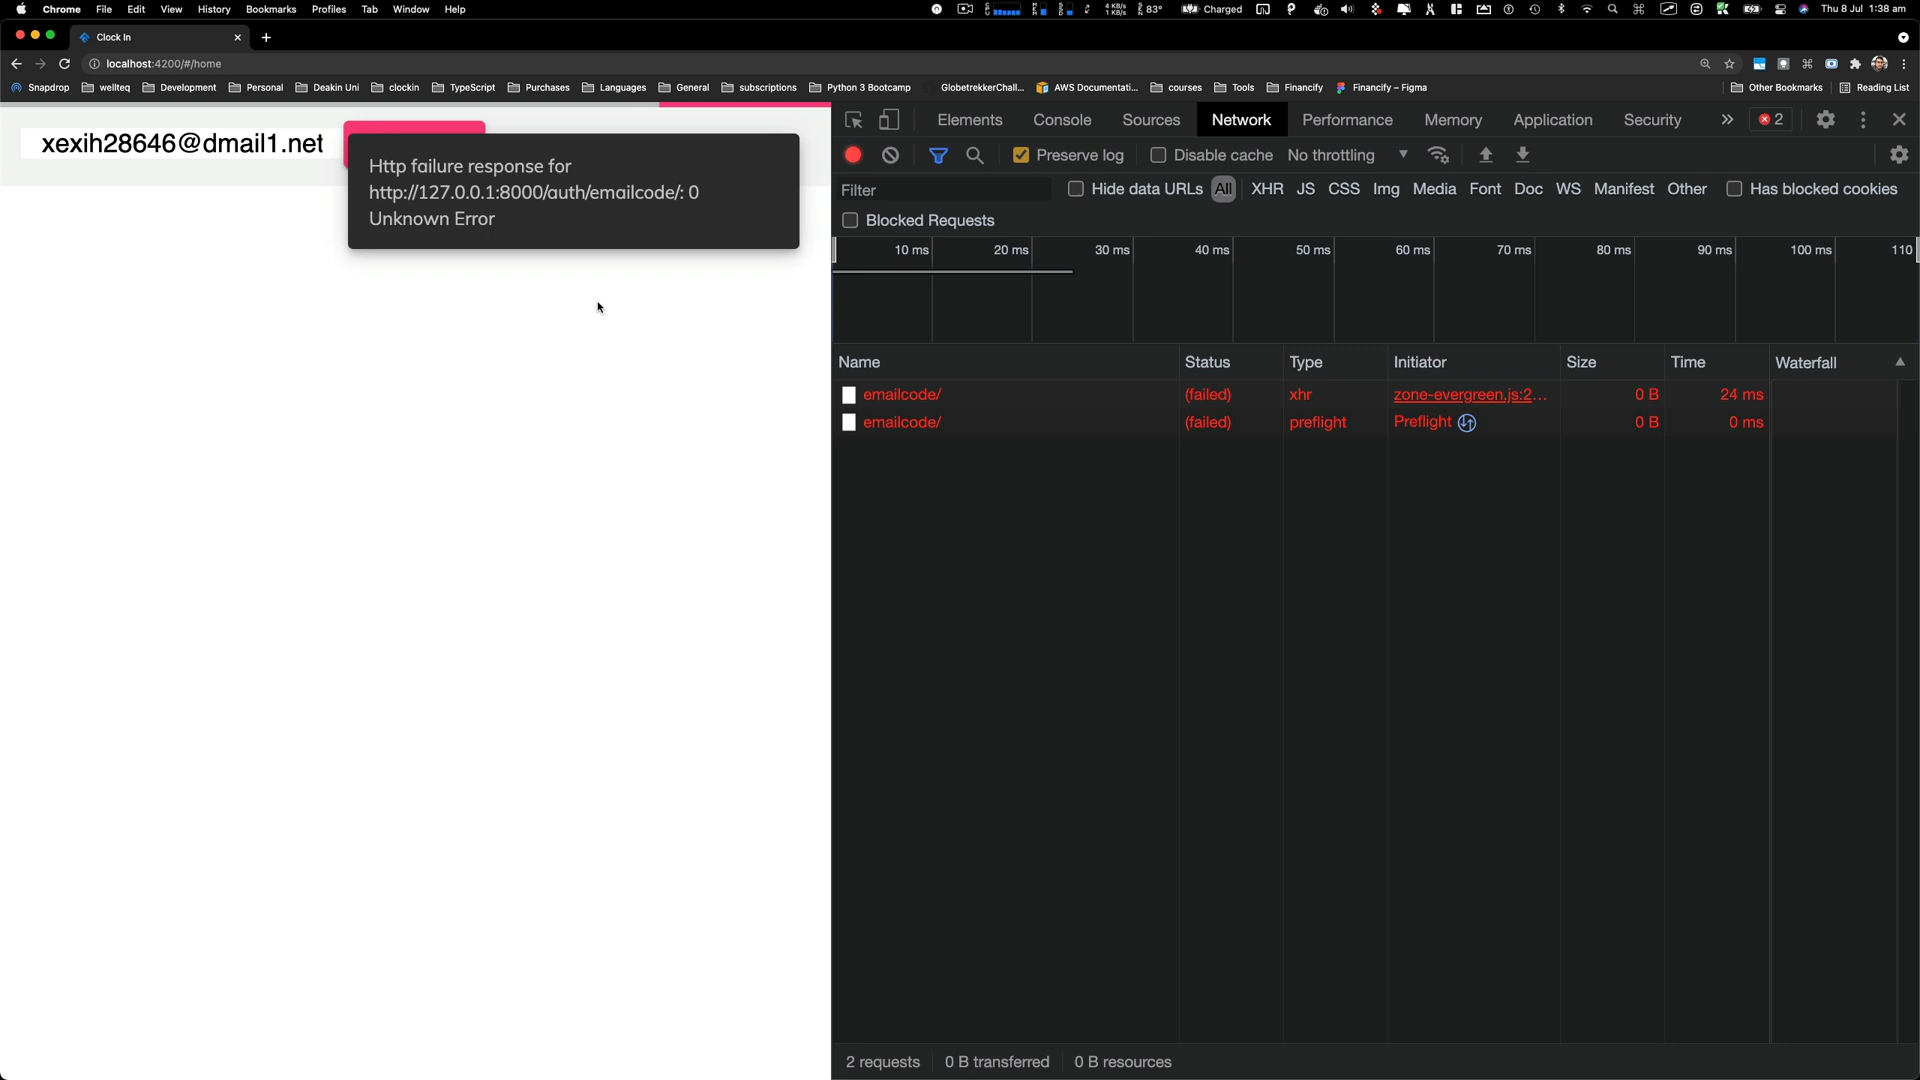 Chrome File Edit View History Bookmarks Profiles Tab Window Help 4 KB/s 1 KB/s 83° Charged Thu 8 Jul 1:38 am
Clock In
localhost:4200/#/home
Snapdrop wellteq Development Personal Deakin Uni clockin TypeScript Purchases Languages General subscriptions Python 3 Bootcamp GlobetrekkerChall... AWS Documentati... courses Tools Financify Financify – Figma Other Bookmarks Reading List
xexih28646@dmail1.net
Http failure response for
http://127.0.0.1:8000/auth/emailcode/: 0
Unknown Error
Elements Console Sources Network Performance Memory Application Security 2
Preserve log Disable cache No throttling
Filter Hide data URLs All XHR JS CSS Img Media Font Doc WS Manifest Other Has blocked cookies
Blocked Requests
10 ms 20 ms 30 ms 40 ms 50 ms 60 ms 70 ms 80 ms 90 ms 100 ms 110
Name Status Type Initiator Size Time Waterfall
emailcode/ (failed) xhr zone-evergreen.js:2... 0 B 24 ms
emailcode/ (failed) preflight Preflight 0 B 0 ms
2 requests 0 B transferred 0 B resources